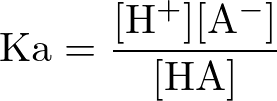 Ka = [H⁺][A⁻] / [HA]